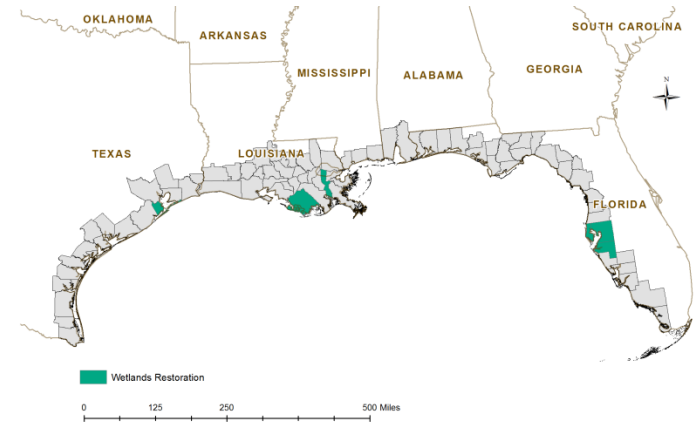 OKLAHOMA
ARKANSAS
SOUTH CAROLINA
MISSISSIPPI
ALABAMA
GEORGIA
N
TEXAS
LOUISIANA
FLORIDA
Wetlands Restoration
0 125 250 500 Miles